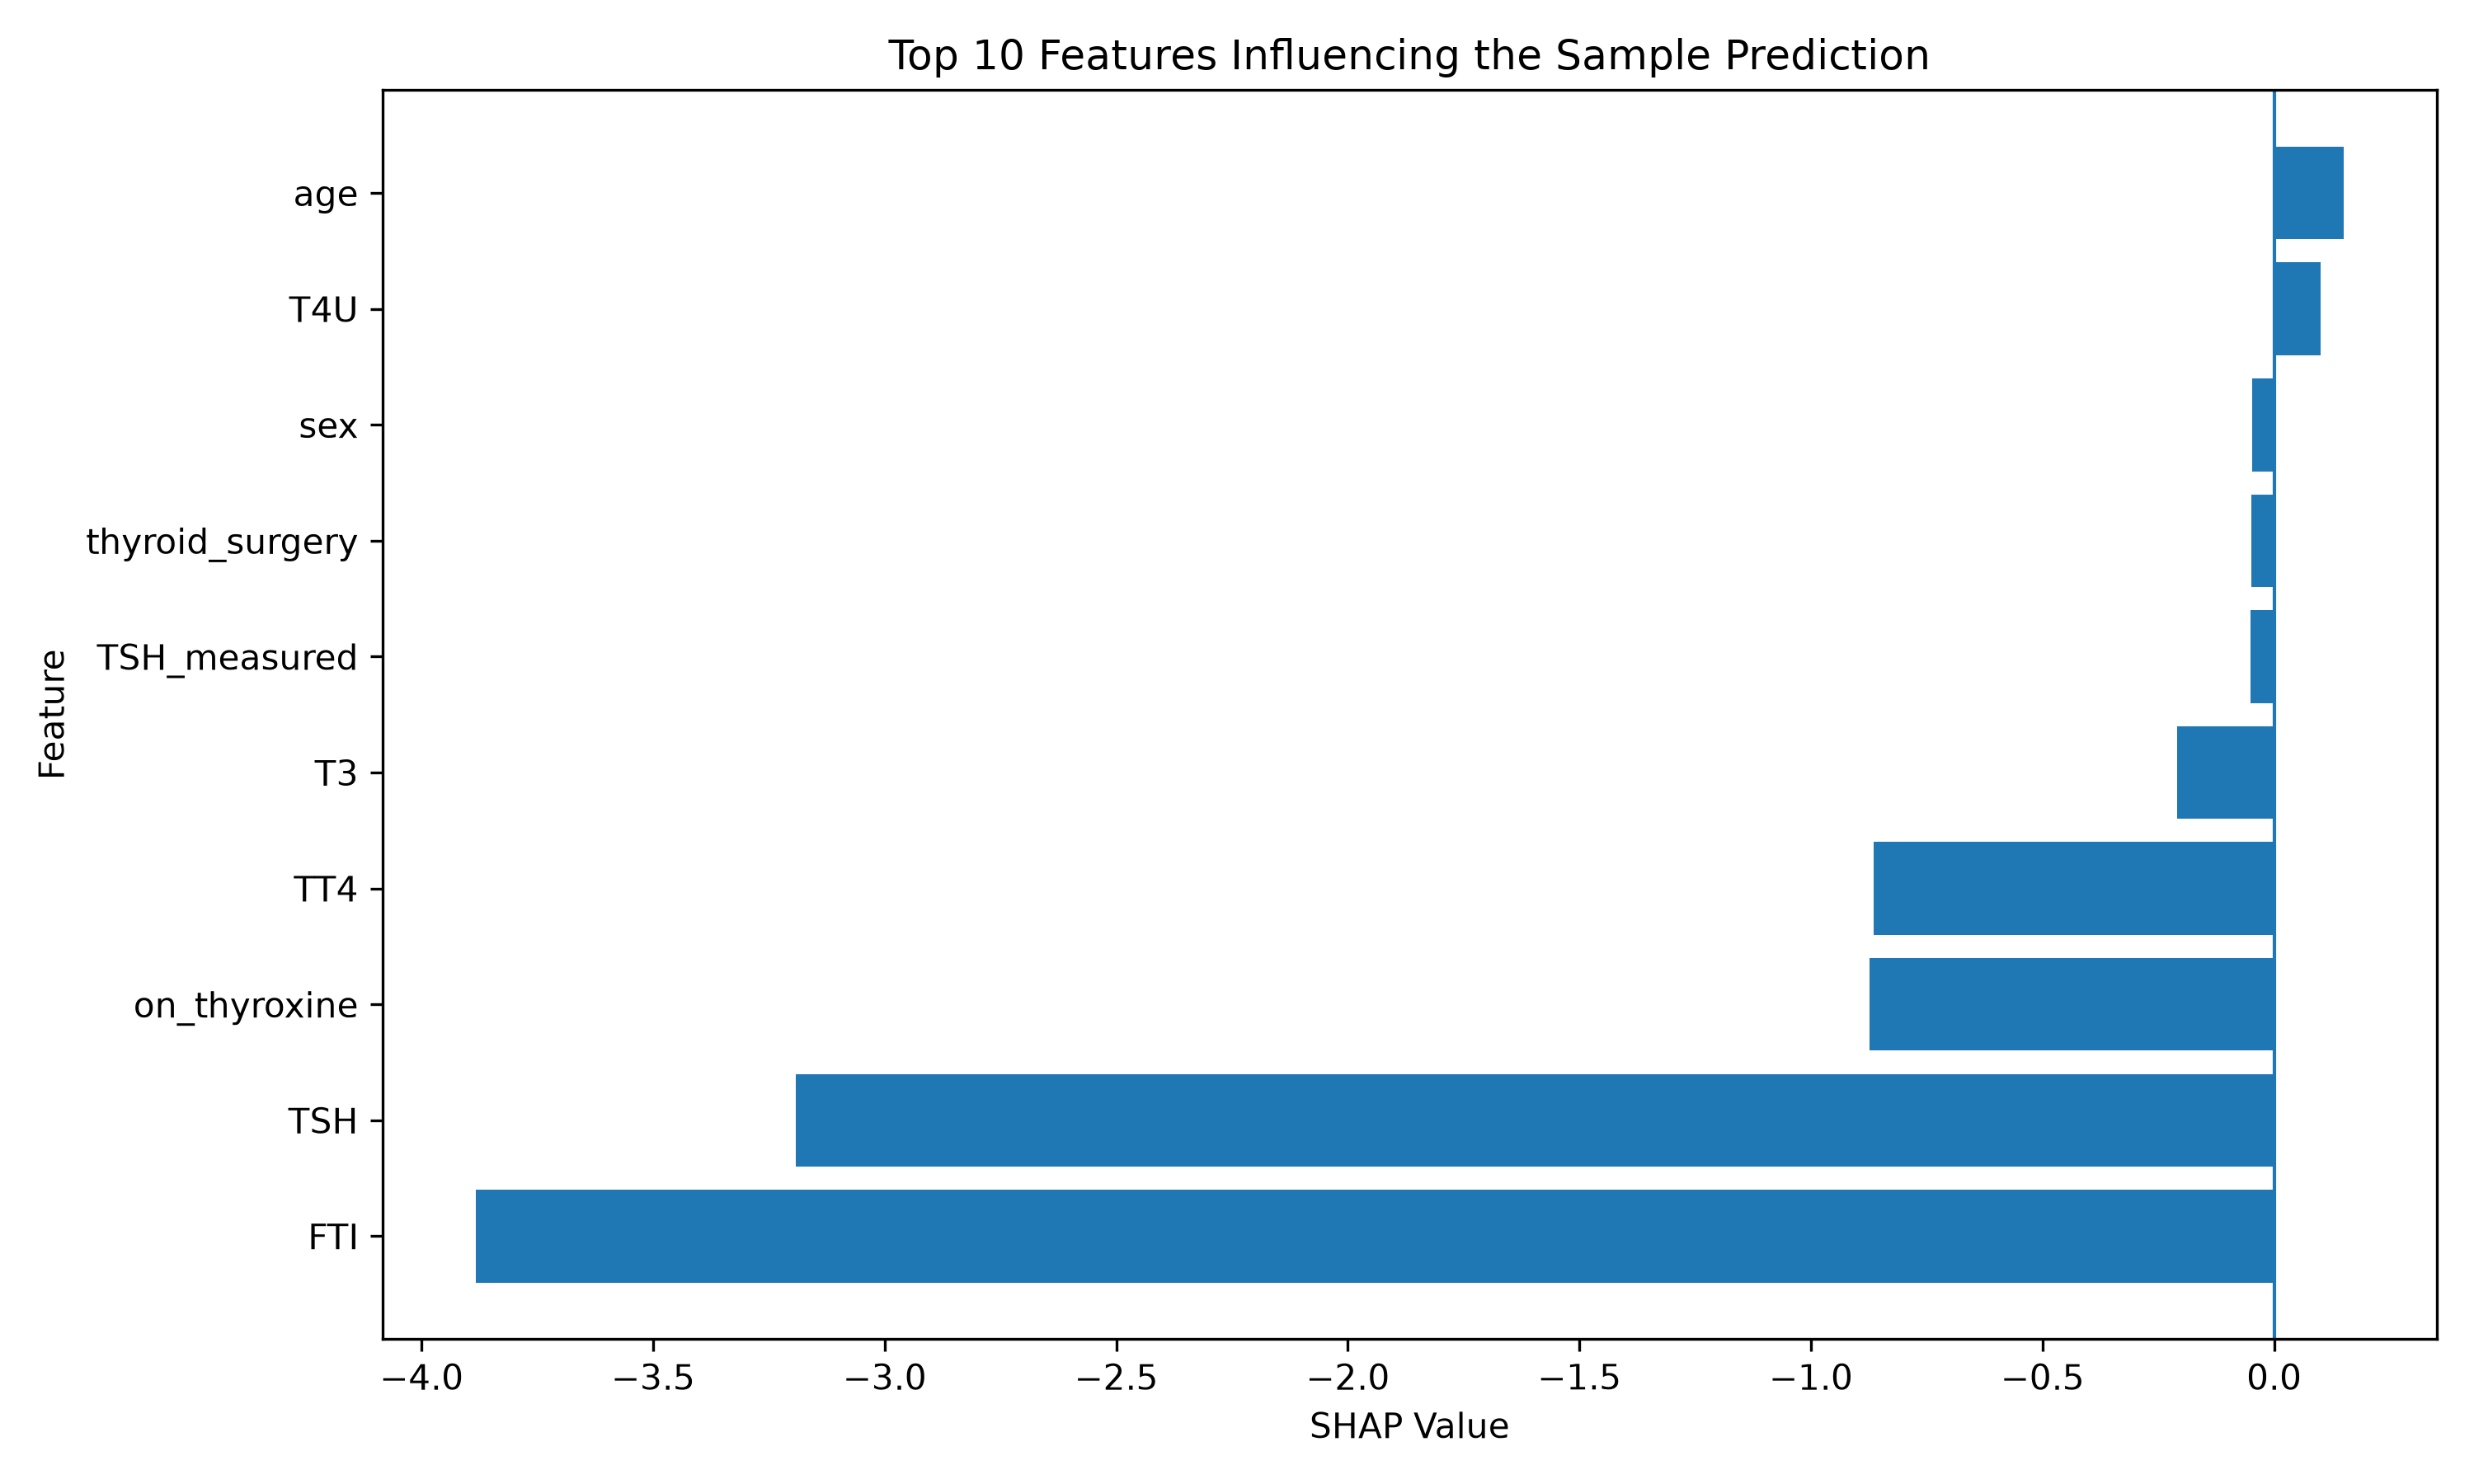 Top 10 Features Influencing the Sample Prediction
age
T4U
sex
thyroid_surgery
TSH_measured
T3
TT4
on_thyroxine
TSH
FTI
Feature
−4.0 −3.5 −3.0 −2.5 −2.0 −1.5 −1.0 −0.5 0.0
SHAP Value